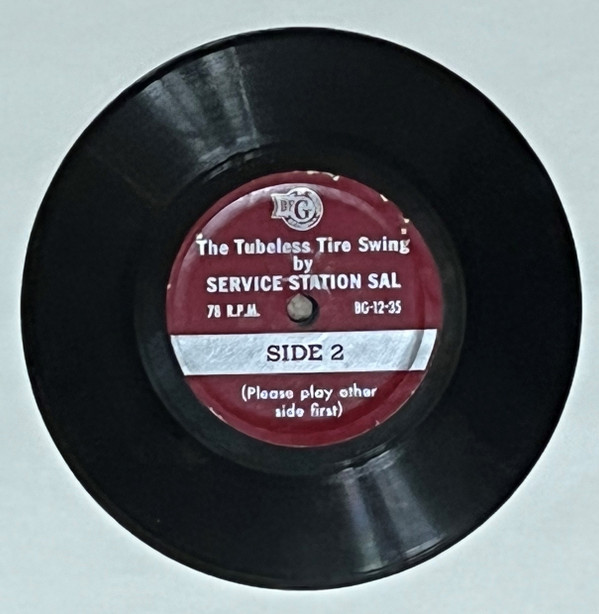 BFG
The Tubeless Tire Swing
by
SERVICE STATION SAL
78 R.P.M. BG-12-35
SIDE 2
(Please play other
side first)